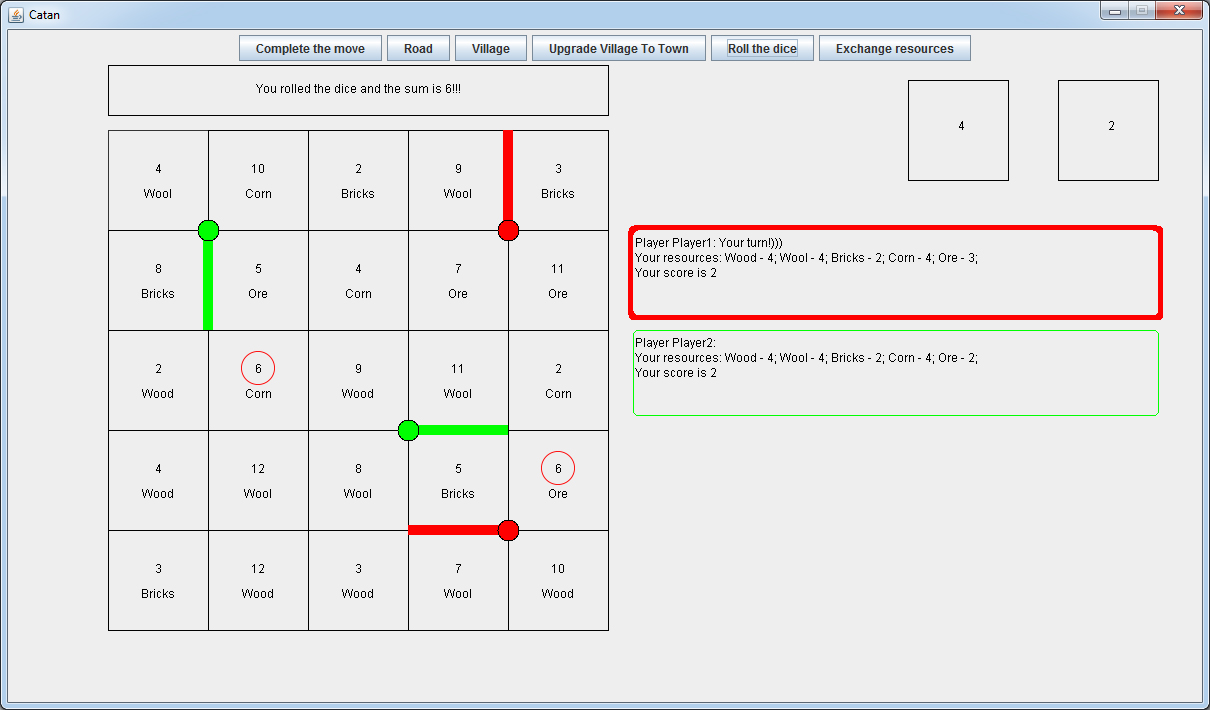 Catan
Complete the move Road Village Upgrade Village To Town Roll the dice Exchange resources
You rolled the dice and the sum is 6!!!
4 2
4 10 2 9 3
Wool Corn Bricks Wool Bricks
8 5 4 7 11
Bricks Ore Corn Ore Ore
2 6 9 11 2
Wood Corn Wood Wool Corn
4 12 8 5 6
Wood Wool Wool Bricks Ore
3 12 3 7 10
Bricks Wood Wood Wool Wood
Player Player1: Your turn!)))
Your resources: Wood - 4; Wool - 4; Bricks - 2; Corn - 4; Ore - 3;
Your score is 2
Player Player2:
Your resources: Wood - 4; Wool - 4; Bricks - 2; Corn - 4; Ore - 2;
Your score is 2